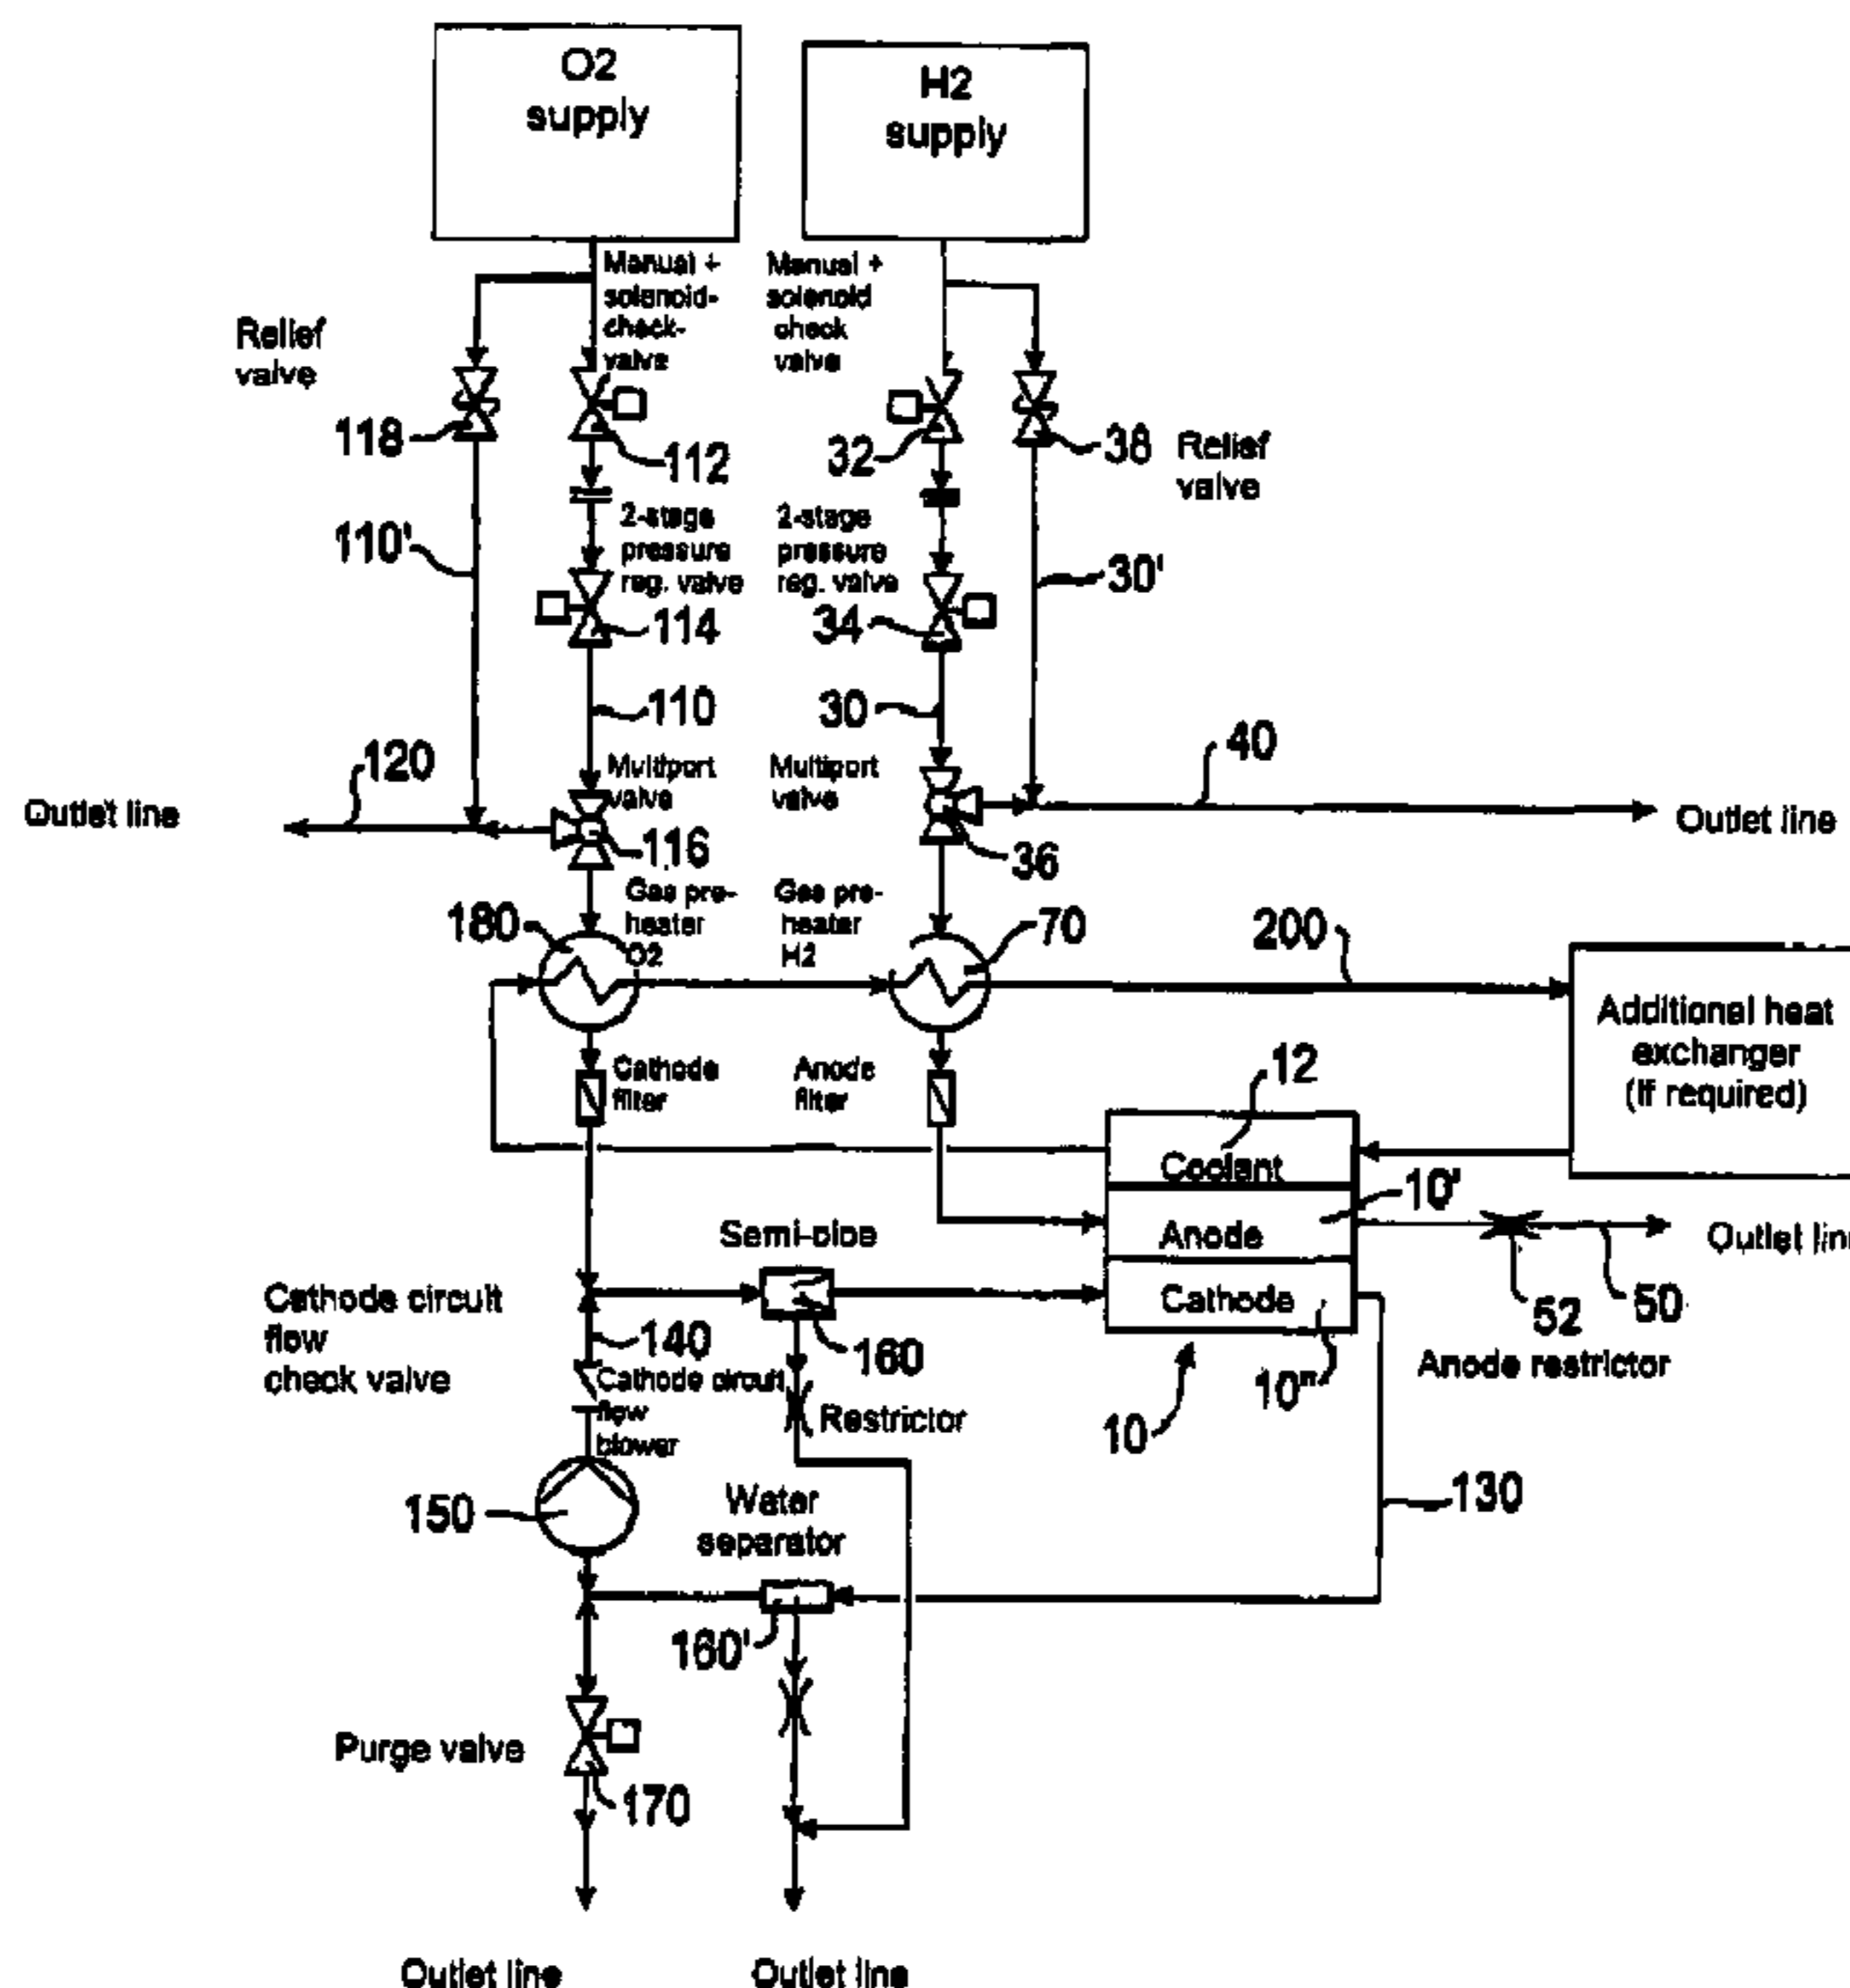 O2
supply
H2
supply
Manual +
solenoid-
check-
valve
Manual +
solenoid
check
valve
Relief
valve
118
112
32
38
Relief
valve
110'
2-stage
pressure
reg. valve
2-stage
pressure
reg. valve
30'
114
34
110
30
120
40
Multiport
valve
Multiport
valve
Outlet line
Outlet line
116
36
180
Gas pre-
heater
O2
Gas pre-
heater
H2
70
200
Additional heat
exchanger
(if required)
Cathode
filter
Anode
filter
12
Coolant
10'
Anode
Outlet line
Semi-pipe
Cathode
52
50
Cathode circuit
flow
check valve
140
160
10"
Anode restrictor
Cathode circuit
flow
blower
Restrictor
10
150
Water
separator
130
160'
Purge valve
170
Outlet line
Outlet line